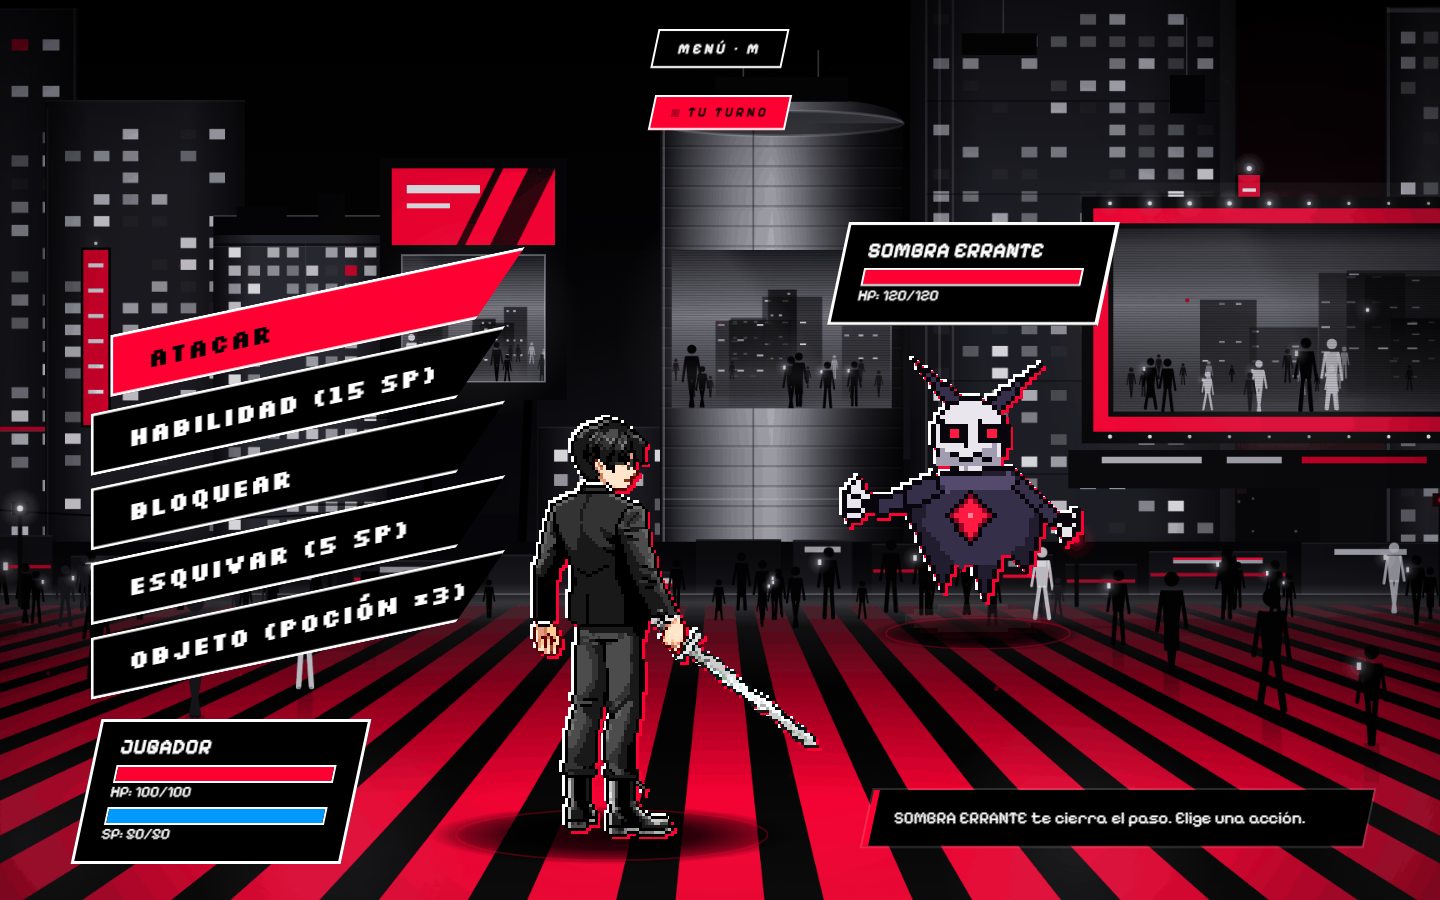 MENÚ · M
TU TURNO
SOMBRA ERRANTE
HP: 120/120
ATACAR
HABILIDAD (15 SP)
BLOQUEAR
ESQUIVAR (5 SP)
OBJETO (POCIÓN x3)
JUGADOR
HP: 100/100
SP: 50/50
SOMBRA ERRANTE te cierra el paso. Elige una acción.